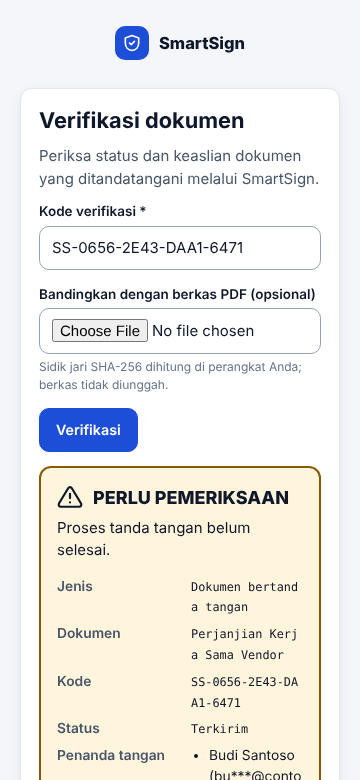 SmartSign
Verifikasi dokumen
Periksa status dan keaslian dokumen
yang ditandatangani melalui SmartSign.
Kode verifikasi *
SS-0656-2E43-DAA1-6471
Bandingkan dengan berkas PDF (opsional)
Choose File No file chosen
Sidik jari SHA-256 dihitung di perangkat Anda;
berkas tidak diunggah.
Verifikasi
PERLU PEMERIKSAAN
Proses tanda tangan belum
selesai.
Jenis Dokumen bertand
a tangan
Dokumen Perjanjian Kerj
a Sama Vendor
Kode SS-0656-2E43-DA
A1-6471
Status Terkirim
Penanda tangan • Budi Santoso
(bu***@conto